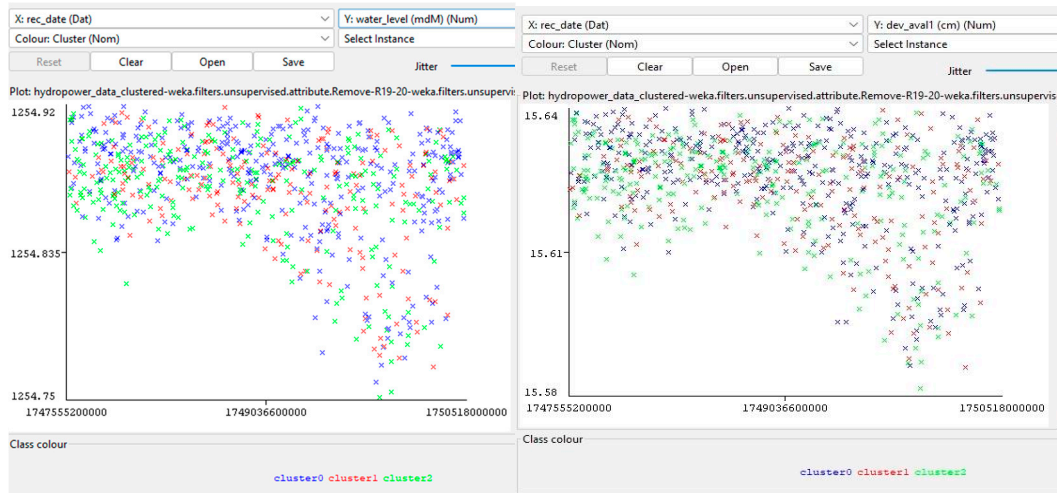 X: rec_date (Dat)
Y: water_level (mdM) (Num)
Colour: Cluster (Nom)
Select Instance
Reset
Clear
Open
Save
Jitter
Plot: hydropower_data_clustered-weka.filters.unsupervised.attribute.Remove-R19-20-weka.filters.unsupervis
1254.92
1254.835
1254.75
1747555200000
1749036600000
1750518000000
Class colour
cluster0 cluster1 cluster2
X: rec_date (Dat)
Y: dev_aval1 (cm) (Num)
Colour: Cluster (Nom)
Select Instance
Reset
Clear
Open
Save
Jitter
Plot: hydropower_data_clustered-weka.filters.unsupervised.attribute.Remove-R19-20-weka.filters.unsupervis
15.64
15.61
15.58
1747555200000
1749036600000
1750518000000
Class colour
cluster0 cluster1 cluster2